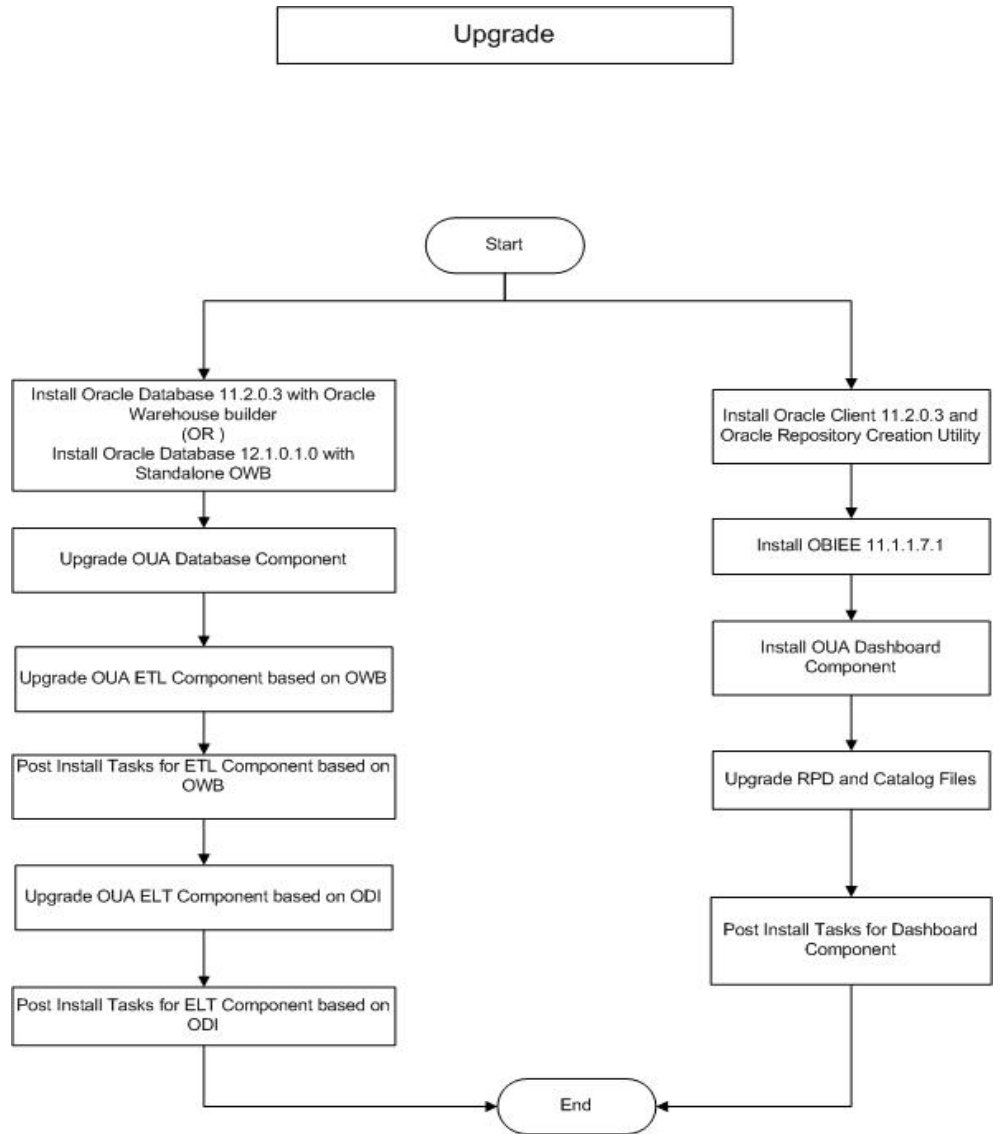 Upgrade
Start
Install Oracle Database 11.2.0.3 with Oracle
Warehouse builder
(OR )
Install Oracle Database 12.1.0.1.0 with
Standalone OWB
Upgrade OUA Database Component
Upgrade OUA ETL Component based on OWB
Post Install Tasks for ETL Component based on
OWB
Upgrade OUA ELT Component based on ODI
Post Install Tasks for ELT Component based on
ODI
Install Oracle Client 11.2.0.3 and
Oracle Repository Creation Utility
Install OBIEE 11.1.1.7.1
Install OUA Dashboard
Component
Upgrade RPD and Catalog Files
Post Install Tasks for Dashboard
Component
End